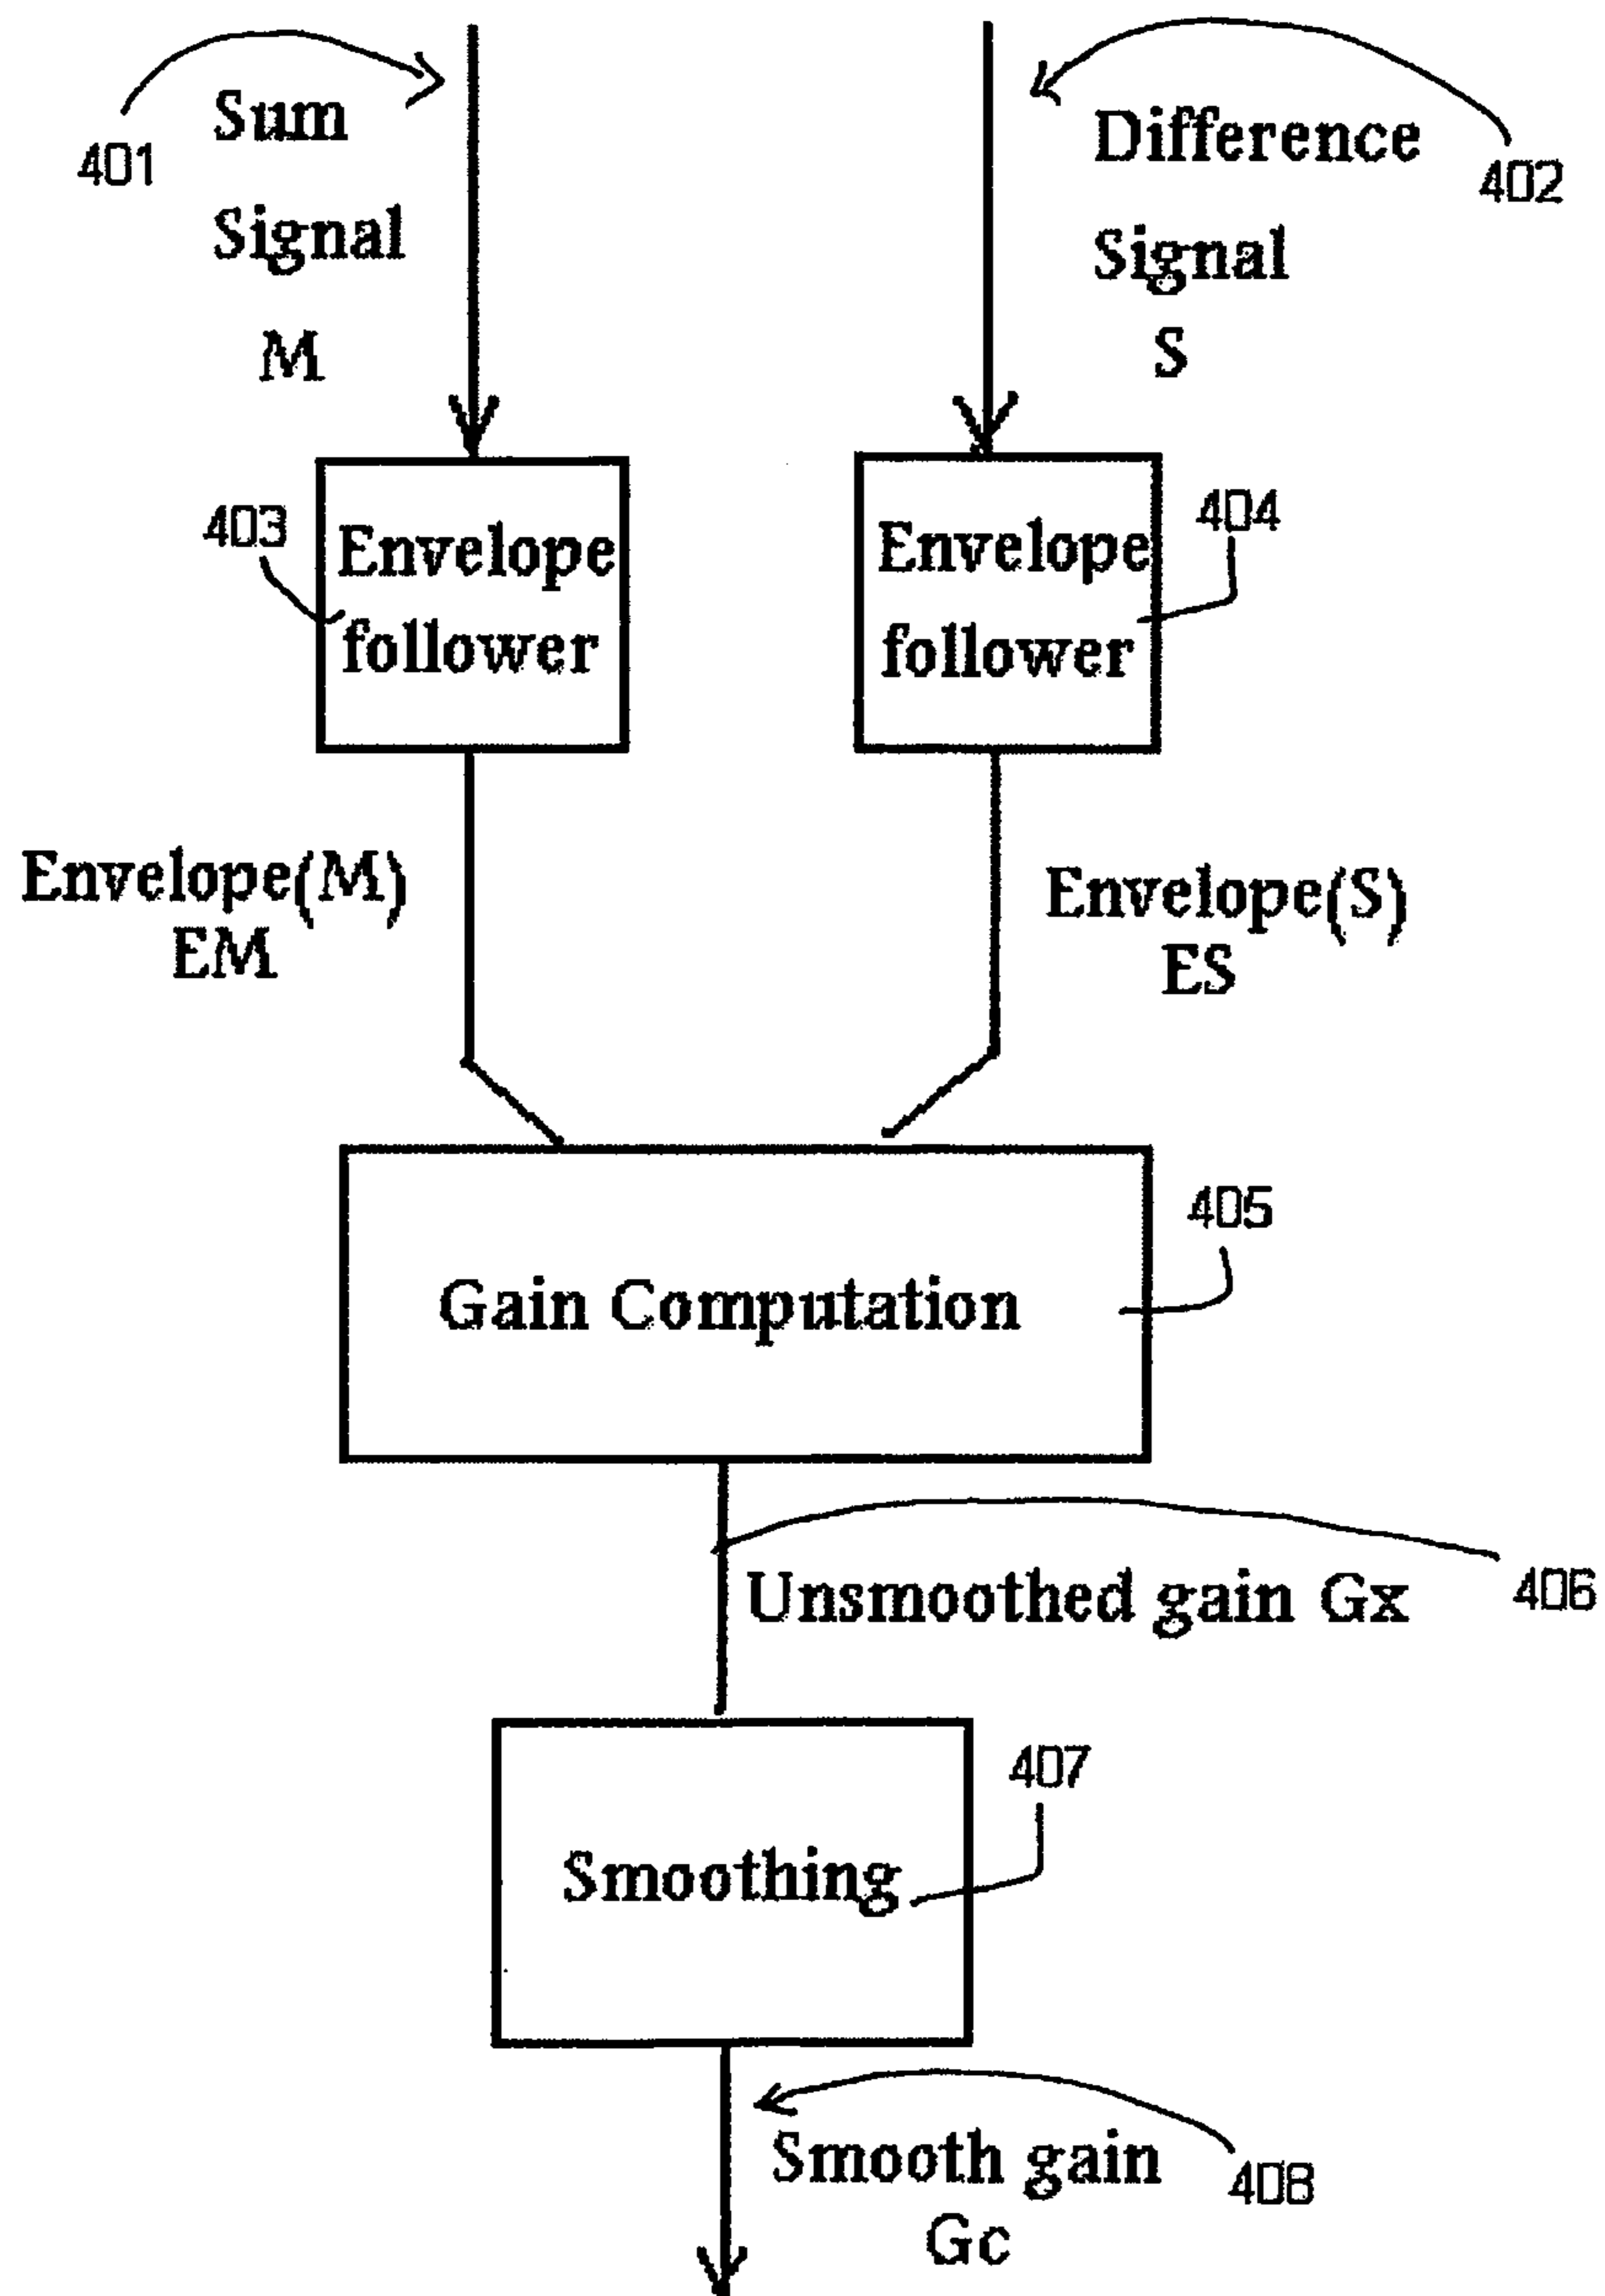 401
Sum
Signal
M
Difference
Signal
S
402
403
Envelope
follower
Envelope
follower
404
Envelope(M)
EM
Envelope(S)
ES
Gain Computation
405
Unsmoothed gain Gx
406
Smoothing
407
Smooth gain
Gc
408